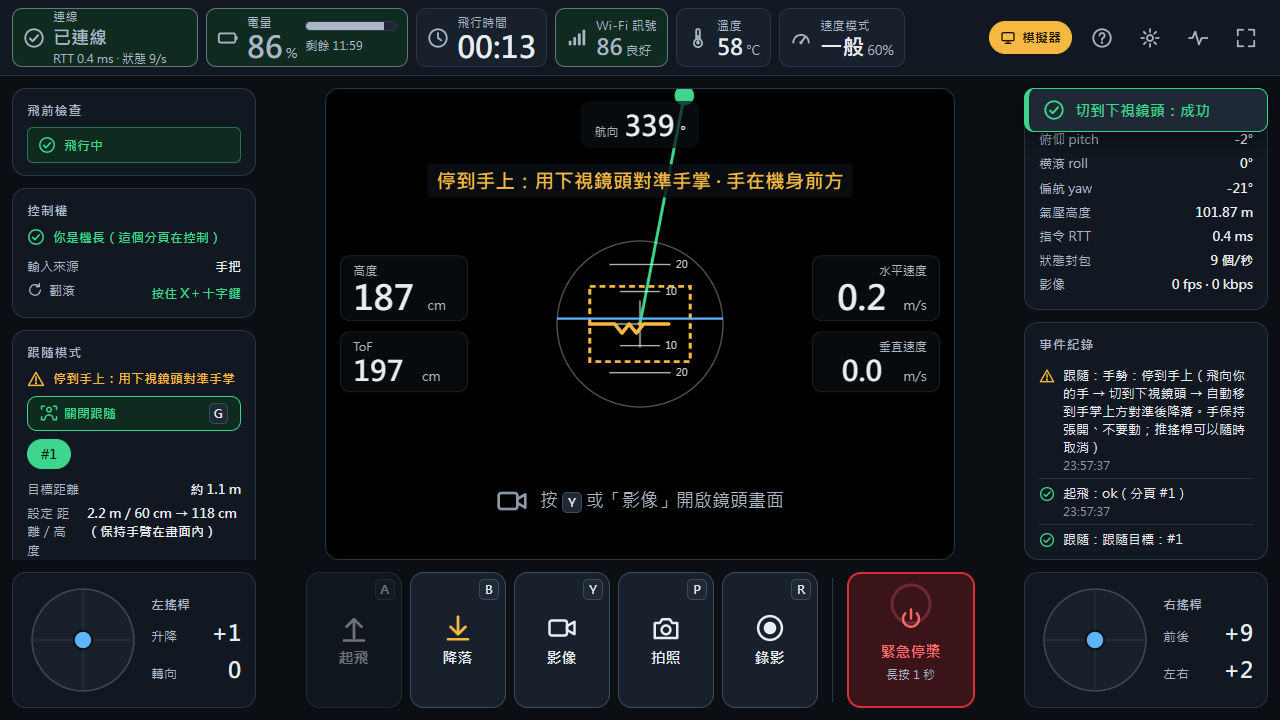 連線
已連線
RTT 0.4 ms · 狀態 9/s
電量
86 %
剩餘 11:59
飛行時間
00:13
Wi-Fi 訊號
86 良好
溫度
58 °C
速度模式
一般 60%
模擬器
飛前檢查
飛行中
控制權
你是機長（這個分頁在控制）
輸入來源 手把
翻滾 按住 X + 十字鍵
跟隨模式
停到手上：用下視鏡頭對準手掌
關閉跟隨 G
#1
目標距離 約 1.1 m
設定 距離 / 高度 2.2 m / 60 cm → 118 cm（保持手臂在畫面內）
航向 339 °
停到手上：用下視鏡頭對準手掌 · 手在機身前方
高度
187 cm
ToF
197 cm
20
10
10
20
水平速度
0.2 m/s
垂直速度
0.0 m/s
按 Y 或「影像」開啟鏡頭畫面
切到下視鏡頭：成功
俯仰 pitch -2°
橫滾 roll 0°
偏航 yaw -21°
氣壓高度 101.87 m
指令 RTT 0.4 ms
狀態封包 9 個/秒
影像 0 fps · 0 kbps
事件紀錄
跟隨：手勢：停到手上（飛向你
的手 → 切到下視鏡頭 → 自動移
到手掌上方對準後降落。手保持
張開、不要動；推搖桿可以隨時
取消）
23:57:37
起飛：ok（分頁 #1）
23:57:37
跟隨：跟隨目標：#1
左搖桿
升降 +1
轉向 0
A
起飛
B
降落
Y
影像
P
拍照
R
錄影
緊急停槳
長按 1 秒
右搖桿
前後 +9
左右 +2